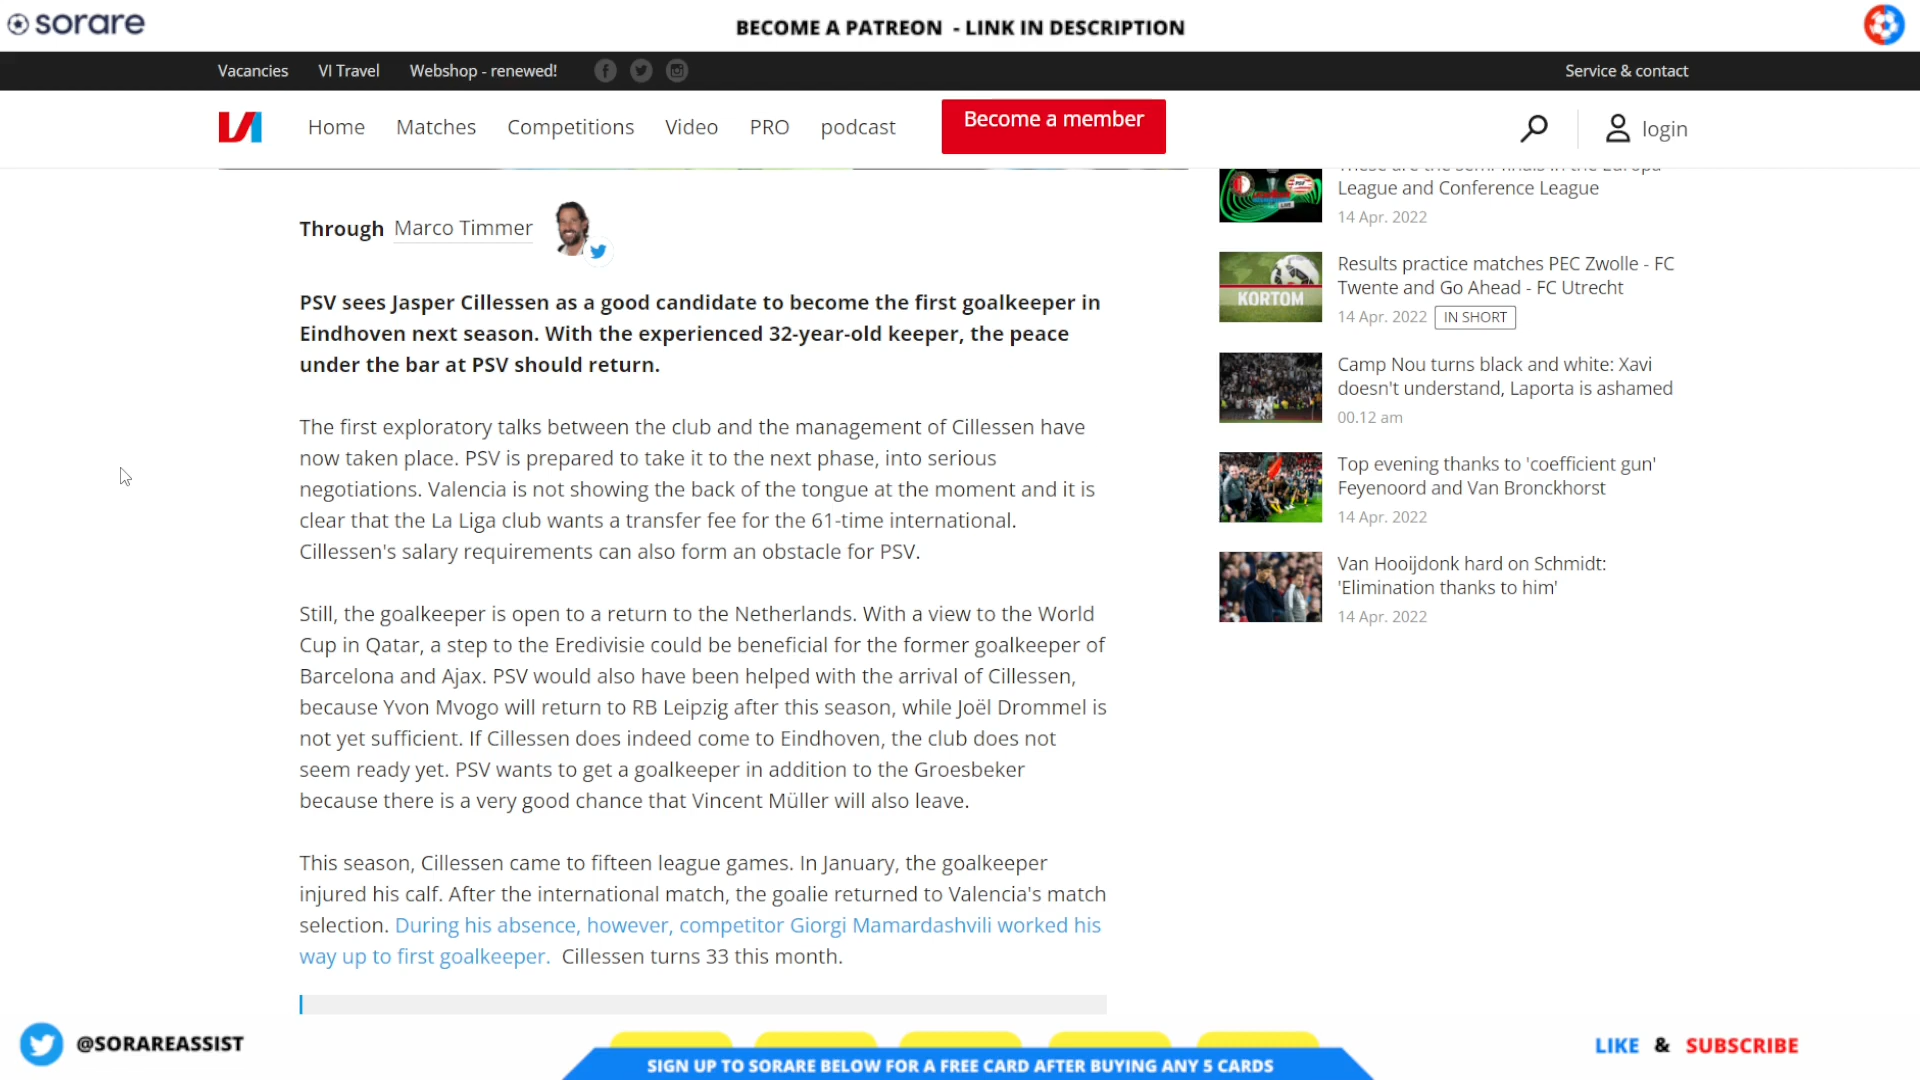 sorare
BECOME A PATREON - LINK IN DESCRIPTION
Vacancies VI Travel Webshop - renewed! Service & contact
VI Home Matches Competitions Video PRO podcast Become a member login
Through Marco Timmer
PSV sees Jasper Cillessen as a good candidate to become the first goalkeeper in
Eindhoven next season. With the experienced 32-year-old keeper, the peace
under the bar at PSV should return.
The first exploratory talks between the club and the management of Cillessen have
now taken place. PSV is prepared to take it to the next phase, into serious
negotiations. Valencia is not showing the back of the tongue at the moment and it is
clear that the La Liga club wants a transfer fee for the 61-time international.
Cillessen's salary requirements can also form an obstacle for PSV.
Still, the goalkeeper is open to a return to the Netherlands. With a view to the World
Cup in Qatar, a step to the Eredivisie could be beneficial for the former goalkeeper of
Barcelona and Ajax. PSV would also have been helped with the arrival of Cillessen,
because Yvon Mvogo will return to RB Leipzig after this season, while Joël Drommel is
not yet sufficient. If Cillessen does indeed come to Eindhoven, the club does not
seem ready yet. PSV wants to get a goalkeeper in addition to the Groesbeker
because there is a very good chance that Vincent Müller will also leave.
This season, Cillessen came to fifteen league games. In January, the goalkeeper
injured his calf. After the international match, the goalie returned to Valencia's match
selection. During his absence, however, competitor Giorgi Mamardashvili worked his
way up to first goalkeeper. Cillessen turns 33 this month.
These are the semi-finals in the Europa
League and Conference League
14 Apr. 2022
KORTOM
Results practice matches PEC Zwolle - FC
Twente and Go Ahead - FC Utrecht
14 Apr. 2022 IN SHORT
Camp Nou turns black and white: Xavi
doesn't understand, Laporta is ashamed
00.12 am
Top evening thanks to 'coefficient gun'
Feyenoord and Van Bronckhorst
14 Apr. 2022
Van Hooijdonk hard on Schmidt:
'Elimination thanks to him'
14 Apr. 2022
@SORAREASSIST
SIGN UP TO SORARE BELOW FOR A FREE CARD AFTER BUYING ANY 5 CARDS
LIKE & SUBSCRIBE